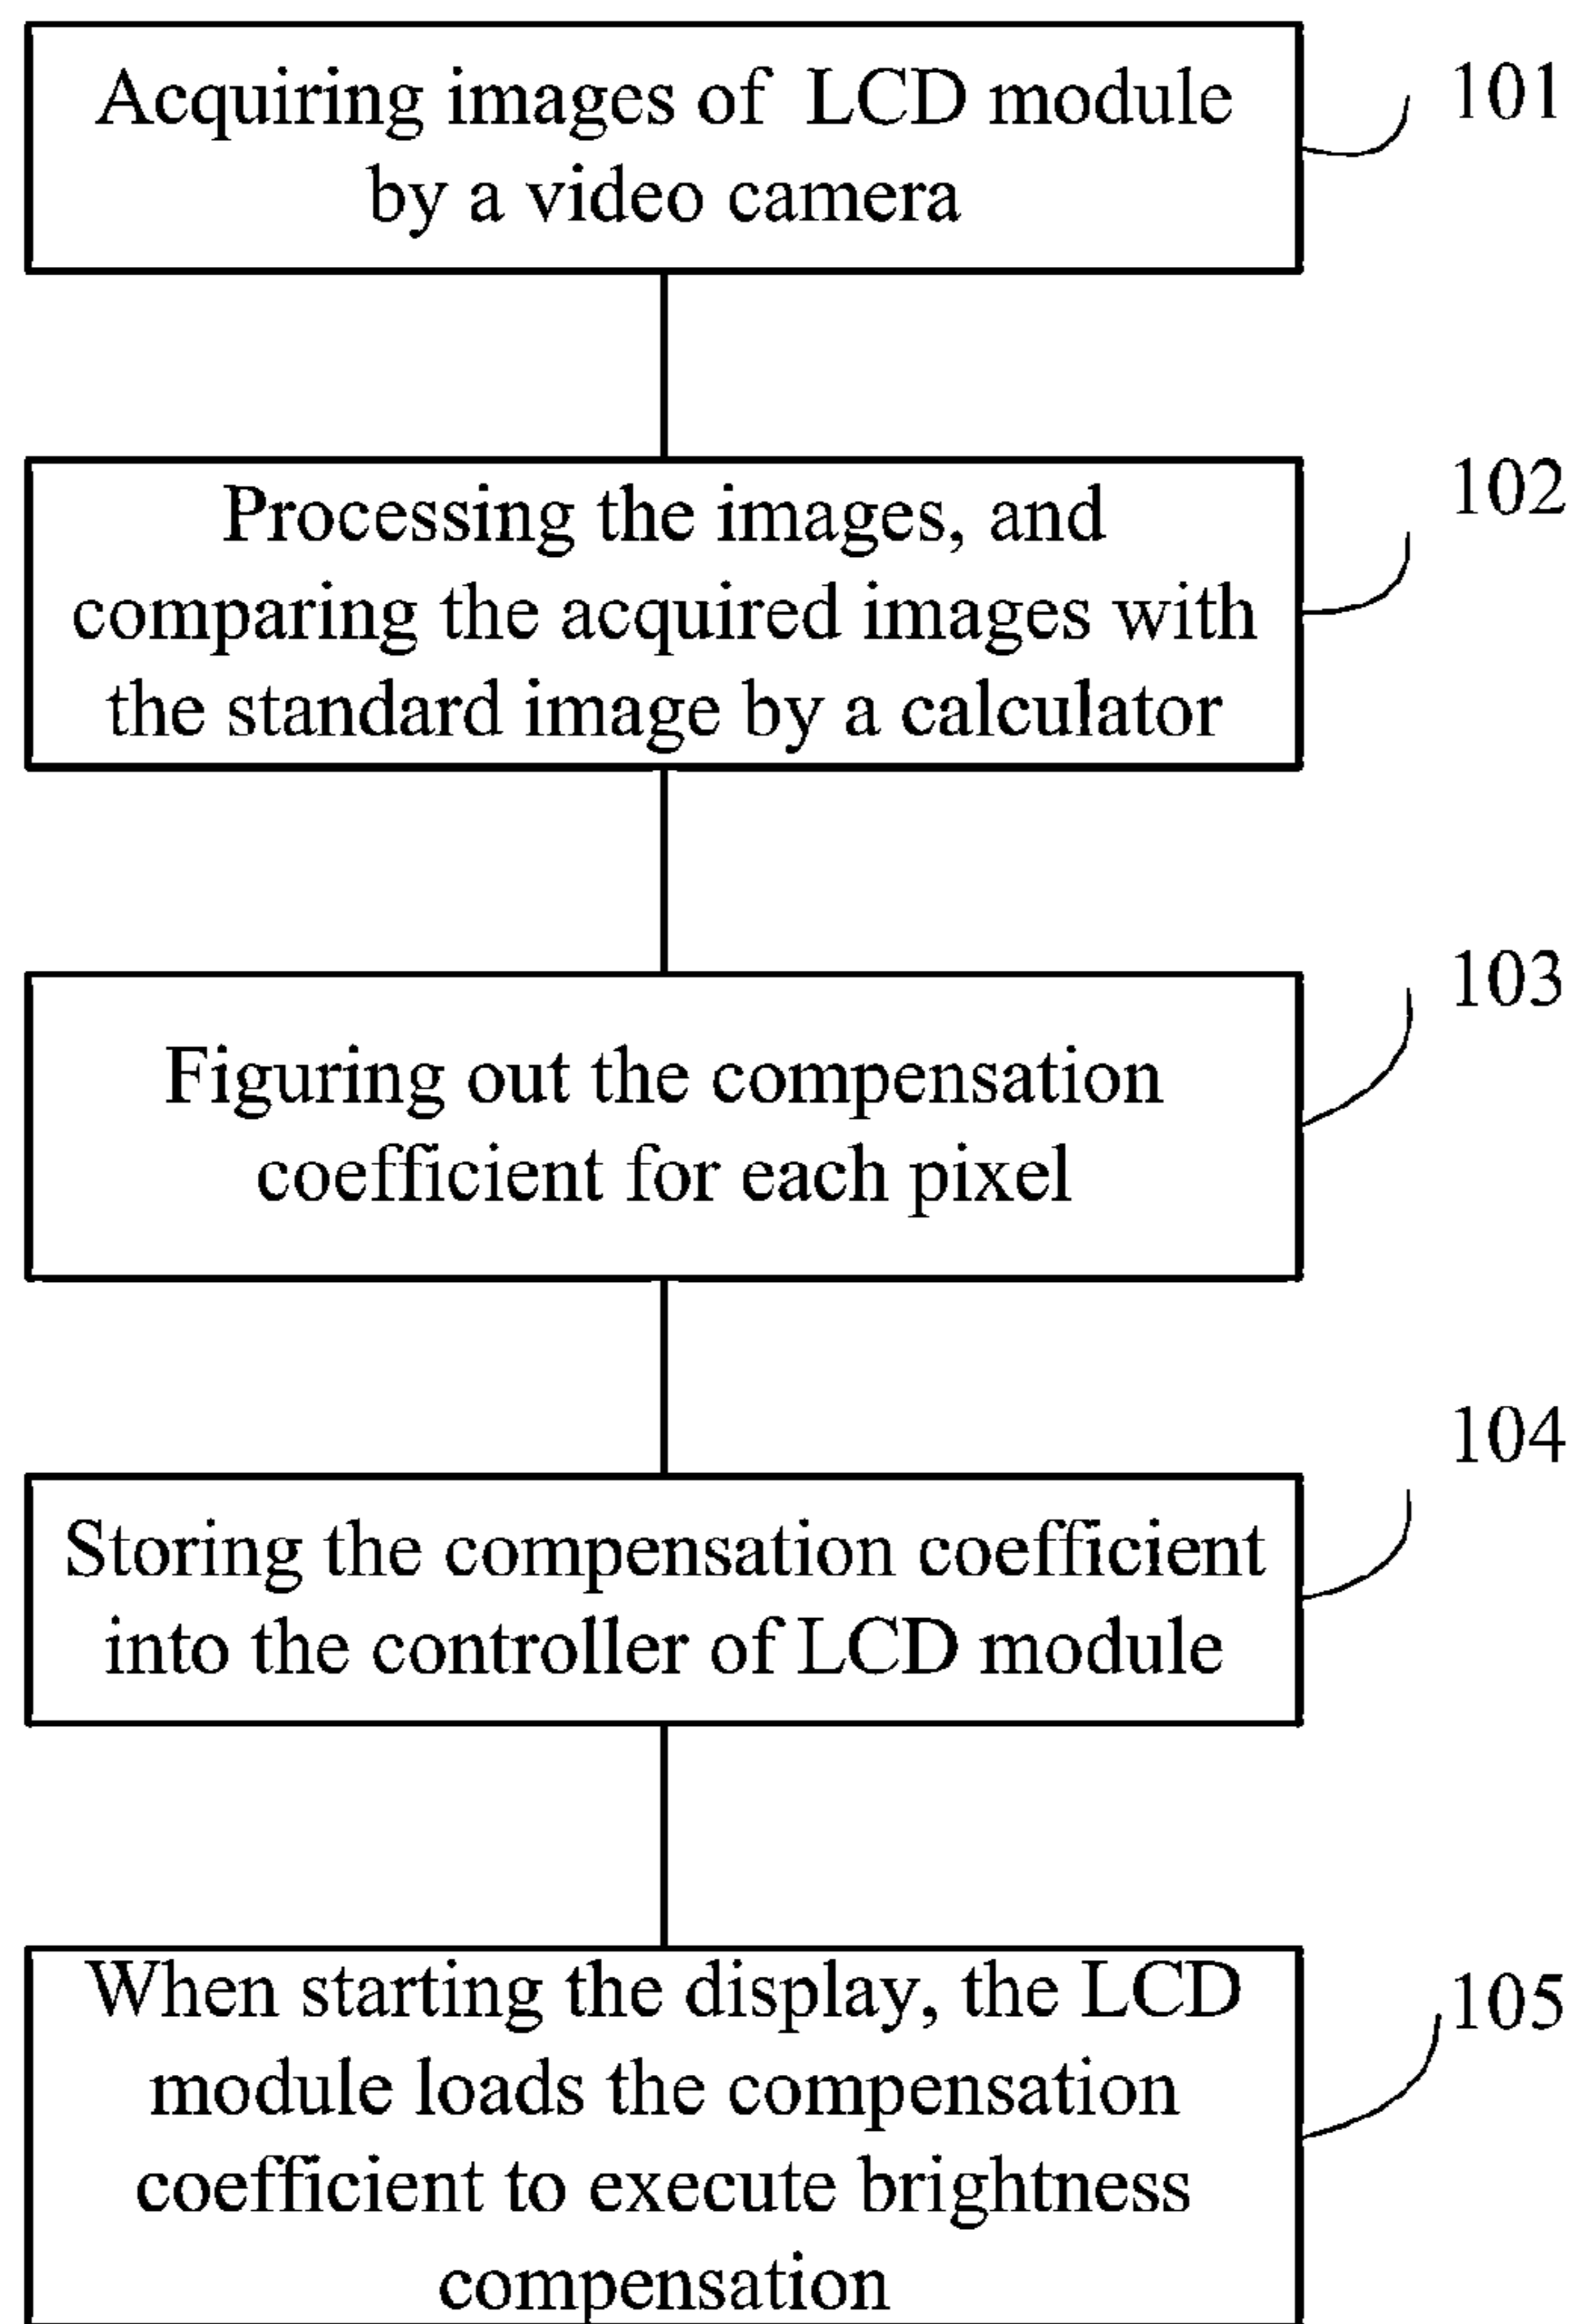 Acquiring images of LCD module
by a video camera
101
Processing the images, and
comparing the acquired images with
the standard image by a calculator
102
Figuring out the compensation
coefficient for each pixel
103
Storing the compensation coefficient
into the controller of LCD module
104
When starting the display, the LCD
module loads the compensation
coefficient to execute brightness
compensation
105